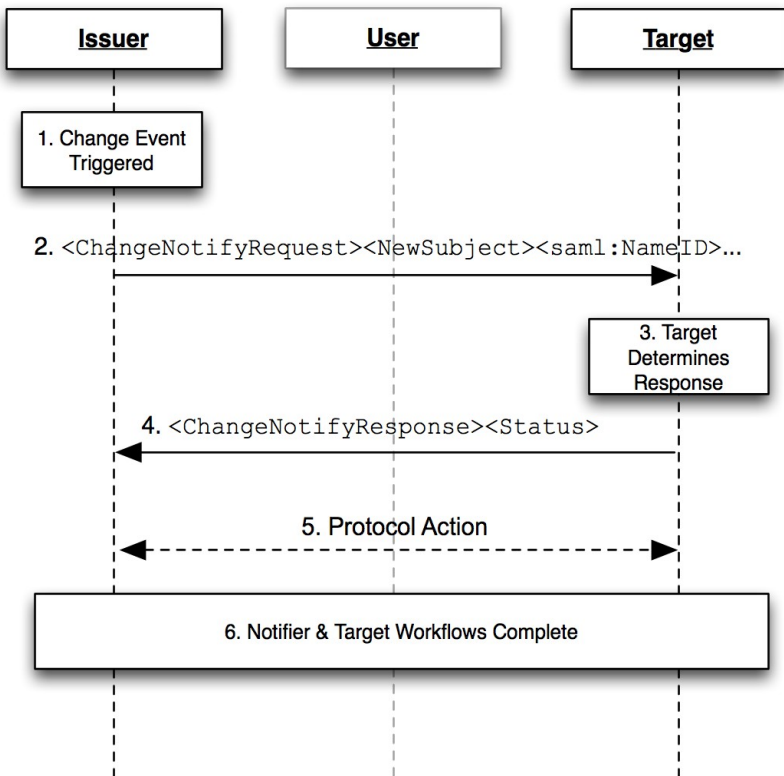 Issuer
User
Target
1. Change Event
Triggered
2. <ChangeNotifyRequest><NewSubject><saml:NameID>...
3. Target
Determines
Response
4. <ChangeNotifyResponse><Status>
5. Protocol Action
6. Notifier & Target Workflows Complete